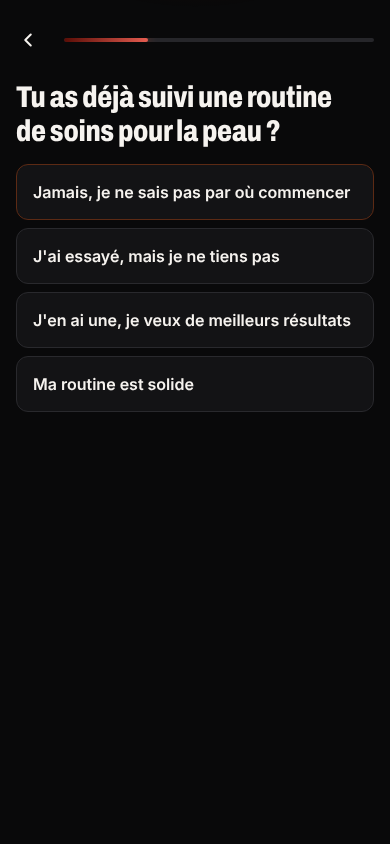 Tu as déjà suivi une routine
de soins pour la peau ?
Jamais, je ne sais pas par où commencer
J'ai essayé, mais je ne tiens pas
J'en ai une, je veux de meilleurs résultats
Ma routine est solide